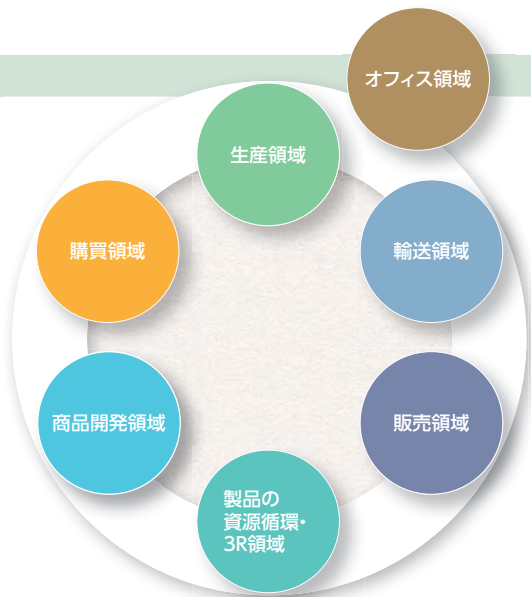 オフィス領域
生産領域
購買領域
輸送領域
商品開発領域
販売領域
製品の
資源循環・
3R領域